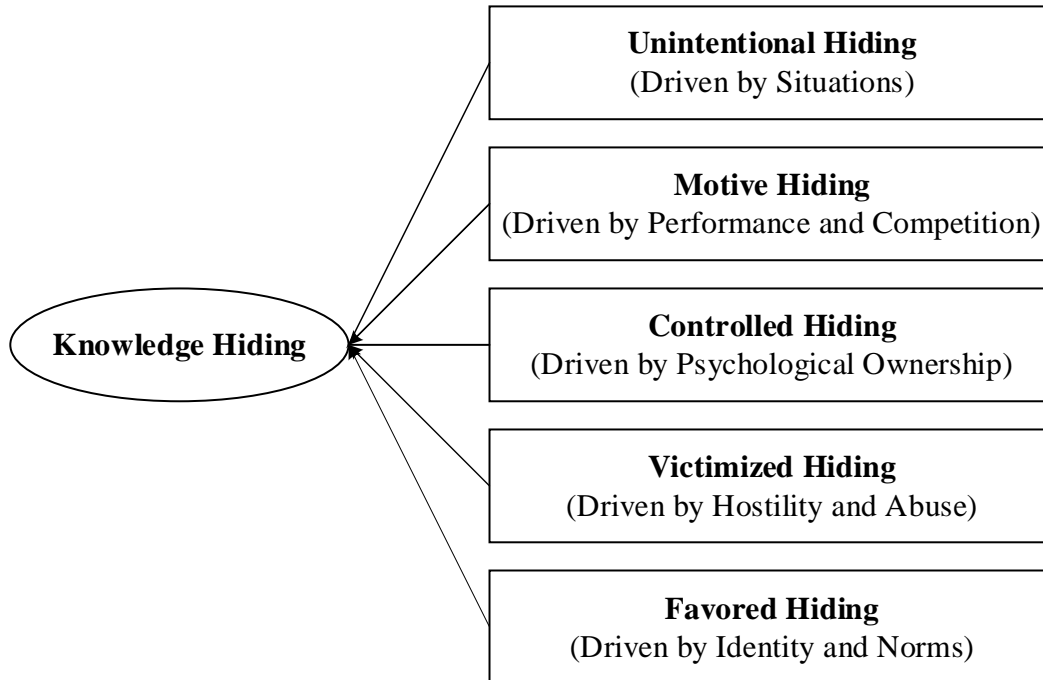 Unintentional Hiding
(Driven by Situations)
Motive Hiding
(Driven by Performance and Competition)
Knowledge Hiding
Controlled Hiding
(Driven by Psychological Ownership)
Victimized Hiding
(Driven by Hostility and Abuse)
Favored Hiding
(Driven by Identity and Norms)